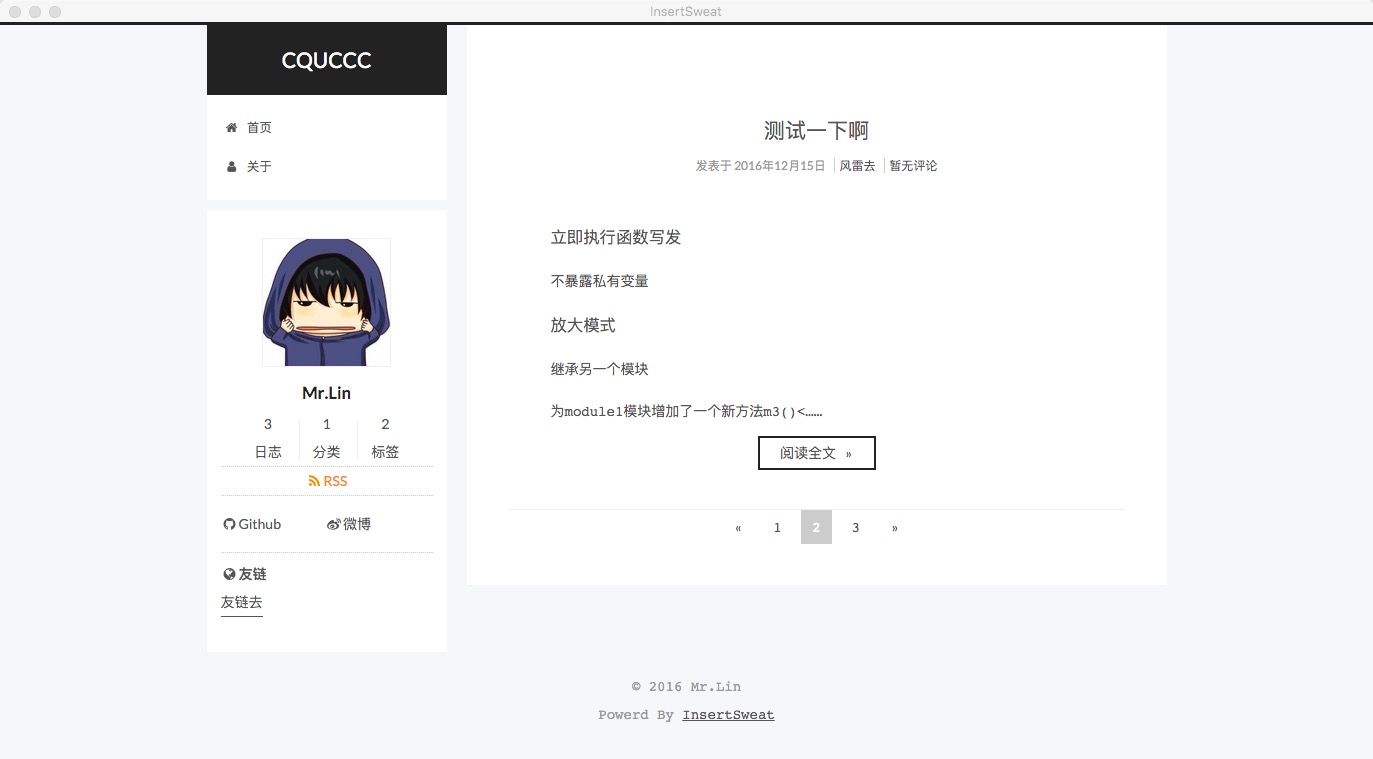 InsertSweat
CQUCCC
首页
关于
Mr.Lin
3 1 2
日志 分类 标签
RSS
Github 微博
友链
友链去
测试一下啊
发表于 2016年12月15日 风雷去 暂无评论
立即执行函数写发
不暴露私有变量
放大模式
继承另一个模块
为module1模块增加了一个新方法m3()<……
阅读全文 »
« 1 2 3 »
© 2016 Mr.Lin
Powerd By InsertSweat